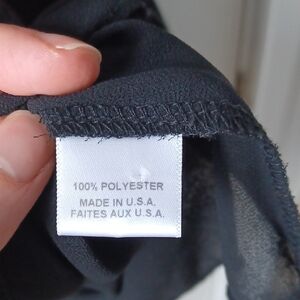 100% POLYESTER
MADE IN U.S.A.
FAITES AUX U.S.A.